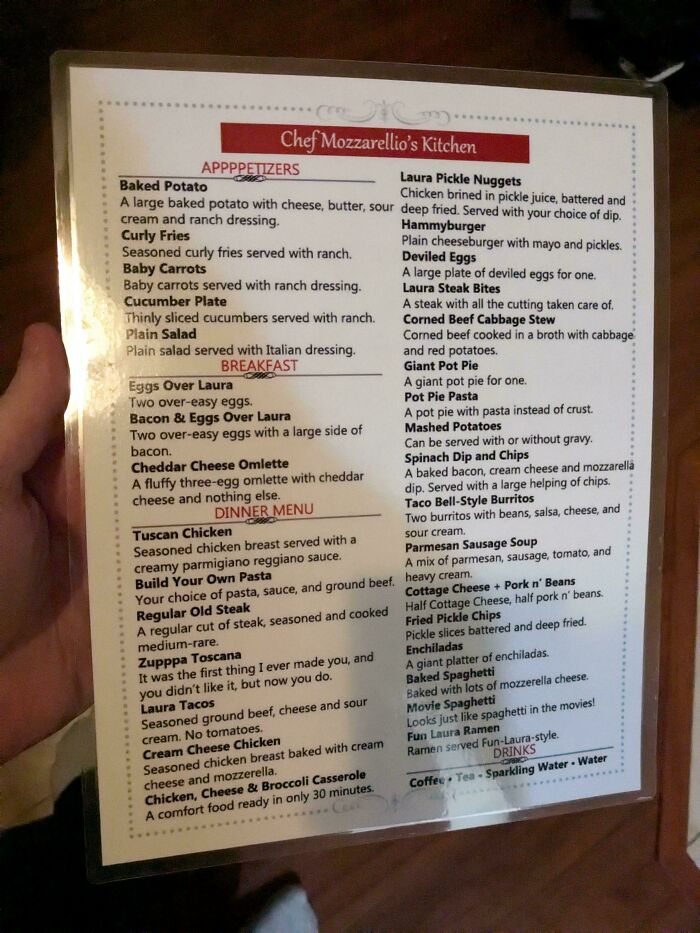 Chef Mozzarellio's Kitchen
APPPPETIZERS
Baked Potato
A large baked potato with cheese, butter, sour
cream and ranch dressing.
Curly Fries
Seasoned curly fries served with ranch.
Baby Carrots
Baby carrots served with ranch dressing.
Cucumber Plate
Thinly sliced cucumbers served with ranch.
Plain Salad
Plain salad served with Italian dressing.
BREAKFAST
Eggs Over Laura
Two over-easy eggs.
Bacon & Eggs Over Laura
Two over-easy eggs with a large side of
bacon.
Cheddar Cheese Omlette
A fluffy three-egg omlette with cheddar
cheese and nothing else.
DINNER MENU
Tuscan Chicken
Seasoned chicken breast served with a
creamy parmigiano reggiano sauce.
Build Your Own Pasta
Your choice of pasta, sauce, and ground beef.
Regular Old Steak
A regular cut of steak, seasoned and cooked
medium-rare.
Zupppa Toscana
It was the first thing I ever made you, and
you didn't like it, but now you do.
Laura Tacos
Seasoned ground beef, cheese and sour
cream. No tomatoes.
Cream Cheese Chicken
Seasoned chicken breast baked with cream
cheese and mozzerella.
Chicken, Cheese & Broccoli Casserole
A comfort food ready in only 30 minutes.
Laura Pickle Nuggets
Chicken brined in pickle juice, battered and
deep fried. Served with your choice of dip.
Hammyburger
Plain cheeseburger with mayo and pickles.
Deviled Eggs
A large plate of deviled eggs for one.
Laura Steak Bites
A steak with all the cutting taken care of.
Corned Beef Cabbage Stew
Corned beef cooked in a broth with cabbage
and red potatoes.
Giant Pot Pie
A giant pot pie for one.
Pot Pie Pasta
A pot pie with pasta instead of crust.
Mashed Potatoes
Can be served with or without gravy.
Spinach Dip and Chips
A baked bacon, cream cheese and mozzarella
dip. Served with a large helping of chips.
Taco Bell-Style Burritos
Two burritos with beans, salsa, cheese, and
sour cream.
Parmesan Sausage Soup
A mix of parmesan, sausage, tomato, and
heavy cream.
Cottage Cheese + Pork n' Beans
Half Cottage Cheese, half pork n' beans.
Fried Pickle Chips
Pickle slices battered and deep fried.
Enchiladas
A giant platter of enchiladas.
Baked Spaghetti
Baked with lots of mozzerella cheese.
Movie Spaghetti
Looks just like spaghetti in the movies!
Fun Laura Ramen
Ramen served Fun-Laura-style.
DRINKS
Coffee • Tea • Sparkling Water • Water